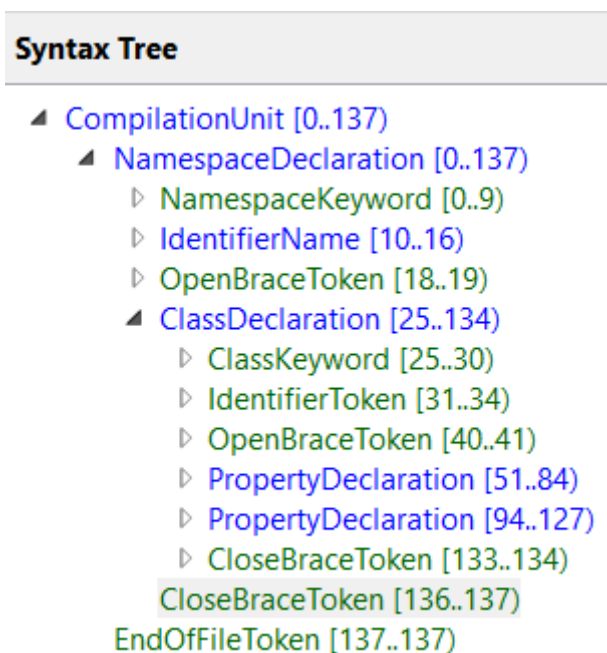 Syntax Tree
CompilationUnit [0..137)
NamespaceDeclaration [0..137)
NamespaceKeyword [0..9)
IdentifierName [10..16)
OpenBraceToken [18..19)
ClassDeclaration [25..134)
ClassKeyword [25..30)
IdentifierToken [31..34)
OpenBraceToken [40..41)
PropertyDeclaration [51..84)
PropertyDeclaration [94..127)
CloseBraceToken [133..134)
CloseBraceToken [136..137)
EndOfFileToken [137..137)